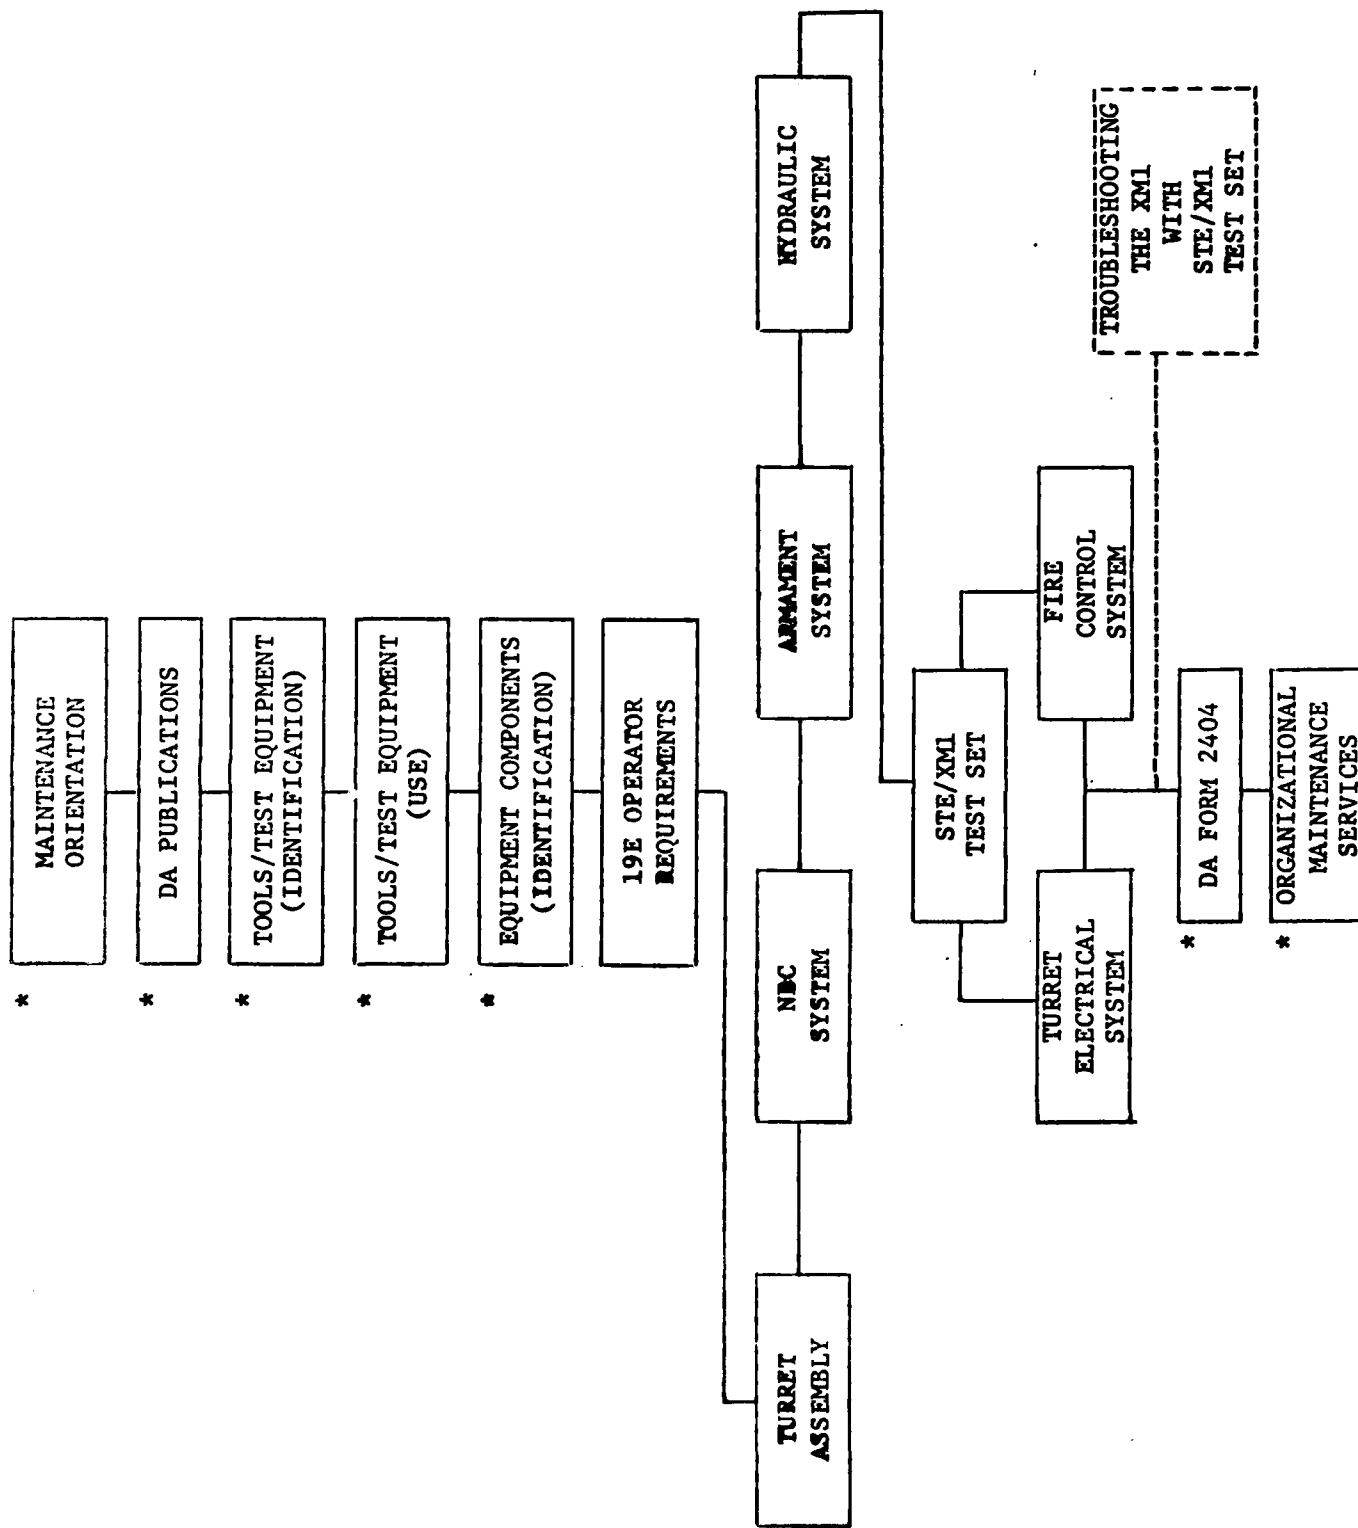 *
MAINTENANCE
ORIENTATION
*
DA PUBLICATIONS
*
TOOLS/TEST EQUIPMENT
(IDENTIFICATION)
*
TOOLS/TEST EQUIPMENT
(USE)
*
EQUIPMENT COMPONENTS
(IDENTIFICATION)
19E OPERATOR
REQUIREMENTS
TURRET
ASSEMBLY
NBC
SYSTEM
ARMAMENT
SYSTEM
HYDRAULIC
SYSTEM
STE/XM1
TEST SET
TURRET
ELECTRICAL
SYSTEM
FIRE
CONTROL
SYSTEM
TROUBLESHOOTING
THE XM1
WITH
STE/XM1
TEST SET
*
DA FORM 2404
*
ORGANIZATIONAL
MAINTENANCE
SERVICES